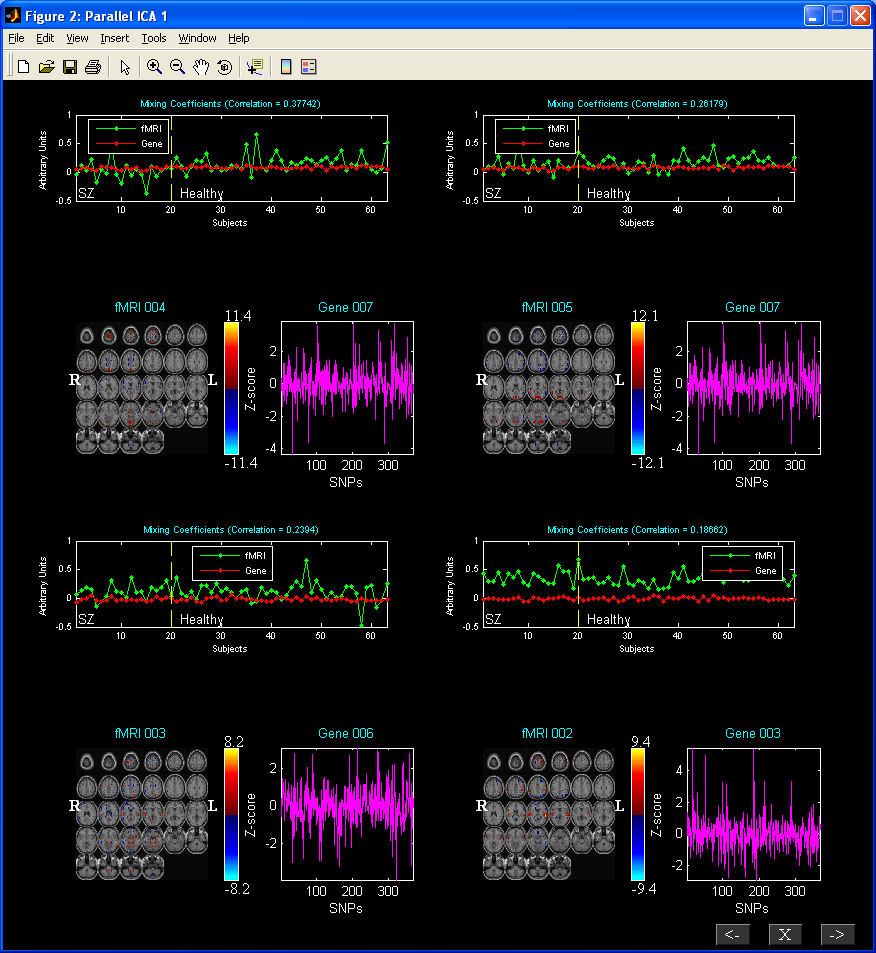 Figure 2: Parallel ICA 1
File Edit View Insert Tools Window Help
Mixing Coefficients (Correlation = 0.37742)
1
0.5
0
-0.5
Arbitrary Units
fMRI
Gene
SZ
Healthy
10 20 30 40 50 60
Subjects
Mixing Coefficients (Correlation = 0.26179)
1
0.5
0
-0.5
Arbitrary Units
fMRI
Gene
SZ
Healthy
10 20 30 40 50 60
Subjects
fMRI 004
R
L
11.4
-11.4
Z-score
Gene 007
2
0
-2
-4
100 200 300
SNPs
fMRI 005
R
L
12.1
-12.1
Z-score
Gene 007
2
0
-2
-4
100 200 300
SNPs
Mixing Coefficients (Correlation = 0.2394)
1
0.5
0
-0.5
Arbitrary Units
fMRI
Gene
SZ
Healthy
10 20 30 40 50 60
Subjects
Mixing Coefficients (Correlation = 0.18662)
1
0.5
0
-0.5
Arbitrary Units
fMRI
Gene
SZ
Healthy
10 20 30 40 50 60
Subjects
fMRI 003
R
L
8.2
-8.2
Z-score
Gene 006
2
0
-2
100 200 300
SNPs
fMRI 002
R
L
9.4
-9.4
Z-score
Gene 003
4
2
0
-2
100 200 300
SNPs
<- X ->